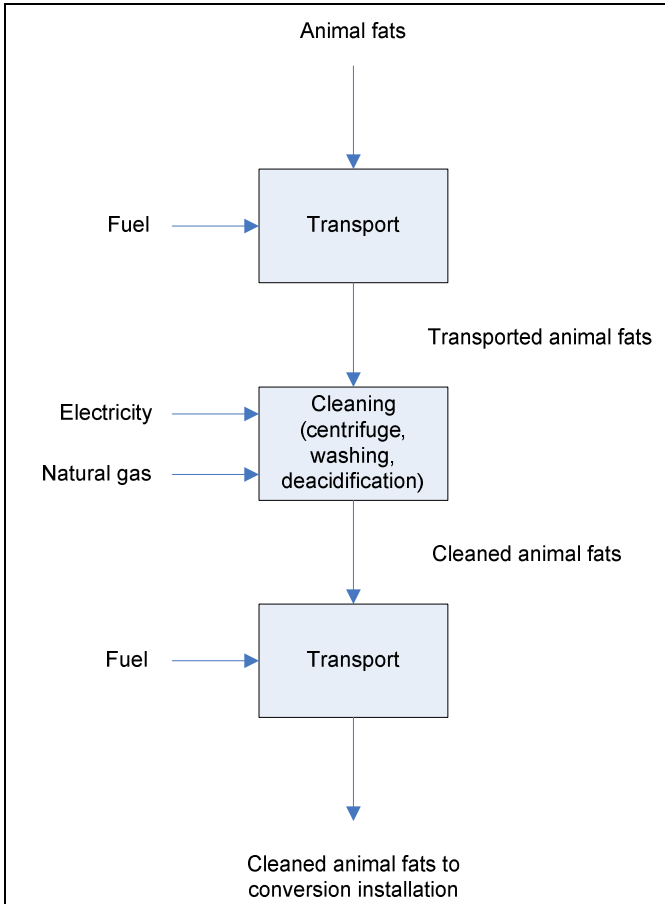 Animal fats
Fuel
Transport
Transported animal fats
Electricity
Natural gas
Cleaning
(centrifuge,
washing,
deacidification)
Cleaned animal fats
Fuel
Transport
Cleaned animal fats to
conversion installation